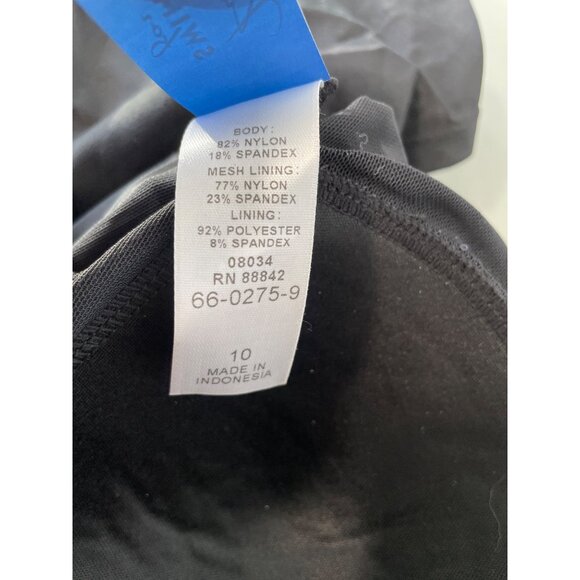 BODY:
82% NYLON
18% SPANDEX
MESH LINING:
77% NYLON
23% SPANDEX
LINING:
92% POLYESTER
8% SPANDEX
08034
RN 88842
66-0275-9
10
MADE IN
INDONESIA